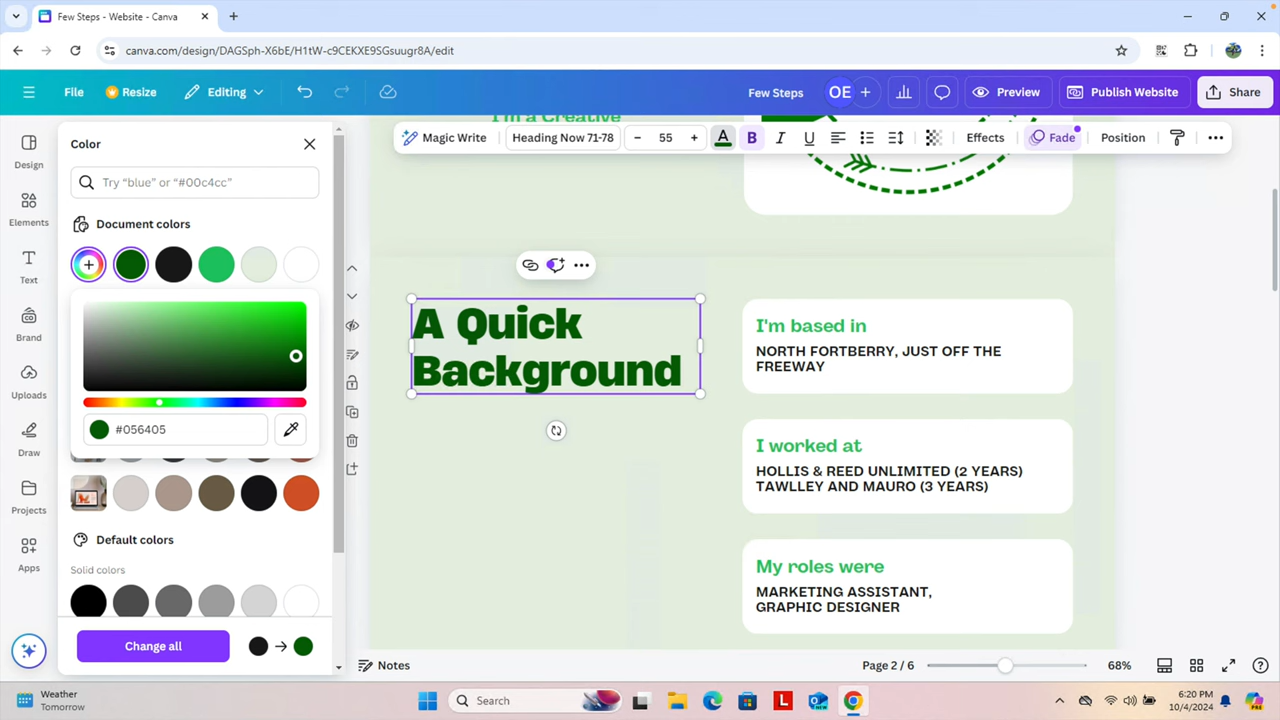 Few Steps - Website - Canva
canva.com/design/DAGSph-X6bE/H1tW-c9CEKXE9SGsuugr8A/edit
File
Resize
Editing
Few Steps
OE
Preview
Publish Website
Share
I'm a Creative
Magic Write
Heading Now 71-78
55
A
B
I
U
Effects
Fade
Position
Design
Elements
Text
Brand
Uploads
Draw
Projects
Apps
Color
Try “blue” or “#00c4cc”
Document colors
#056405
Default colors
Solid colors
Change all
A Quick
Background
I'm based in
NORTH FORTBERRY, JUST OFF THE
FREEWAY
I worked at
HOLLIS & REED UNLIMITED (2 YEARS)
TAWLLEY AND MAURO (3 YEARS)
My roles were
MARKETING ASSISTANT,
GRAPHIC DESIGNER
Notes
Page 2 / 6
68%
Weather
Tomorrow
Search
L
NEW
6:20 PM
10/4/2024
PRE